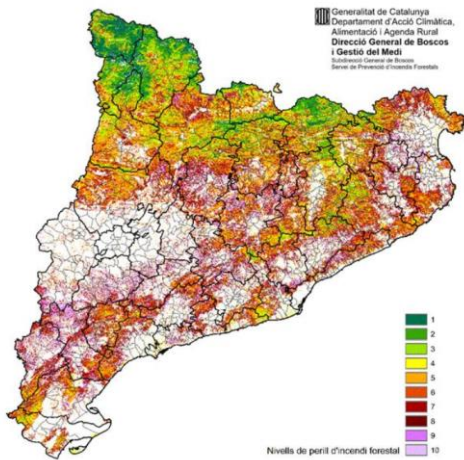 Generalitat de Catalunya
Departament d'Acció Climàtica,
Alimentació i Agenda Rural
Direcció General de Boscos
i Gestió del Medi
Subdirecció General de Boscos
Servei de Prevenció d'Incendis Forestals
1
2
3
4
5
6
7
8
9
10
Nivells de perill d'incendi forestal